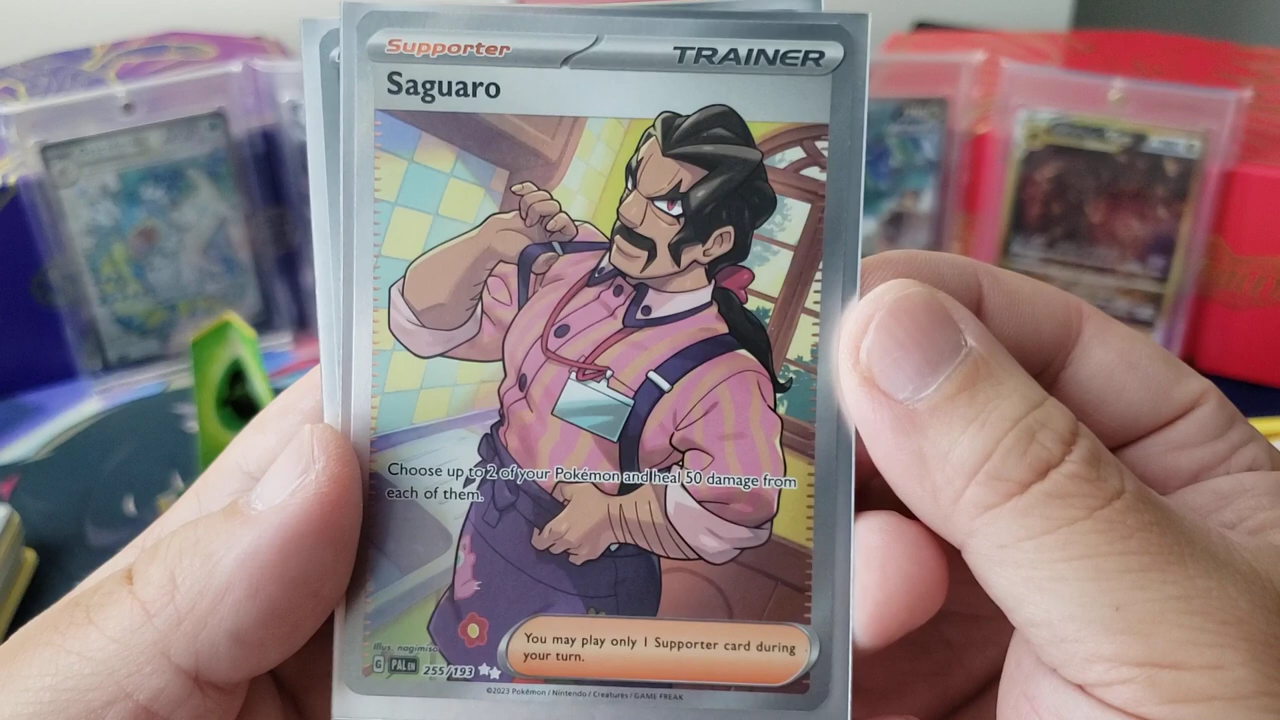 Supporter
TRAINER
Saguaro
Choose up to 2 of your Pokémon and heal 50 damage from
each of them.
You may play only 1 Supporter card during
your turn.
Illus. nagimiso
G PAL EN 255/193
©2023 Pokémon / Nintendo / Creatures / GAME FREAK